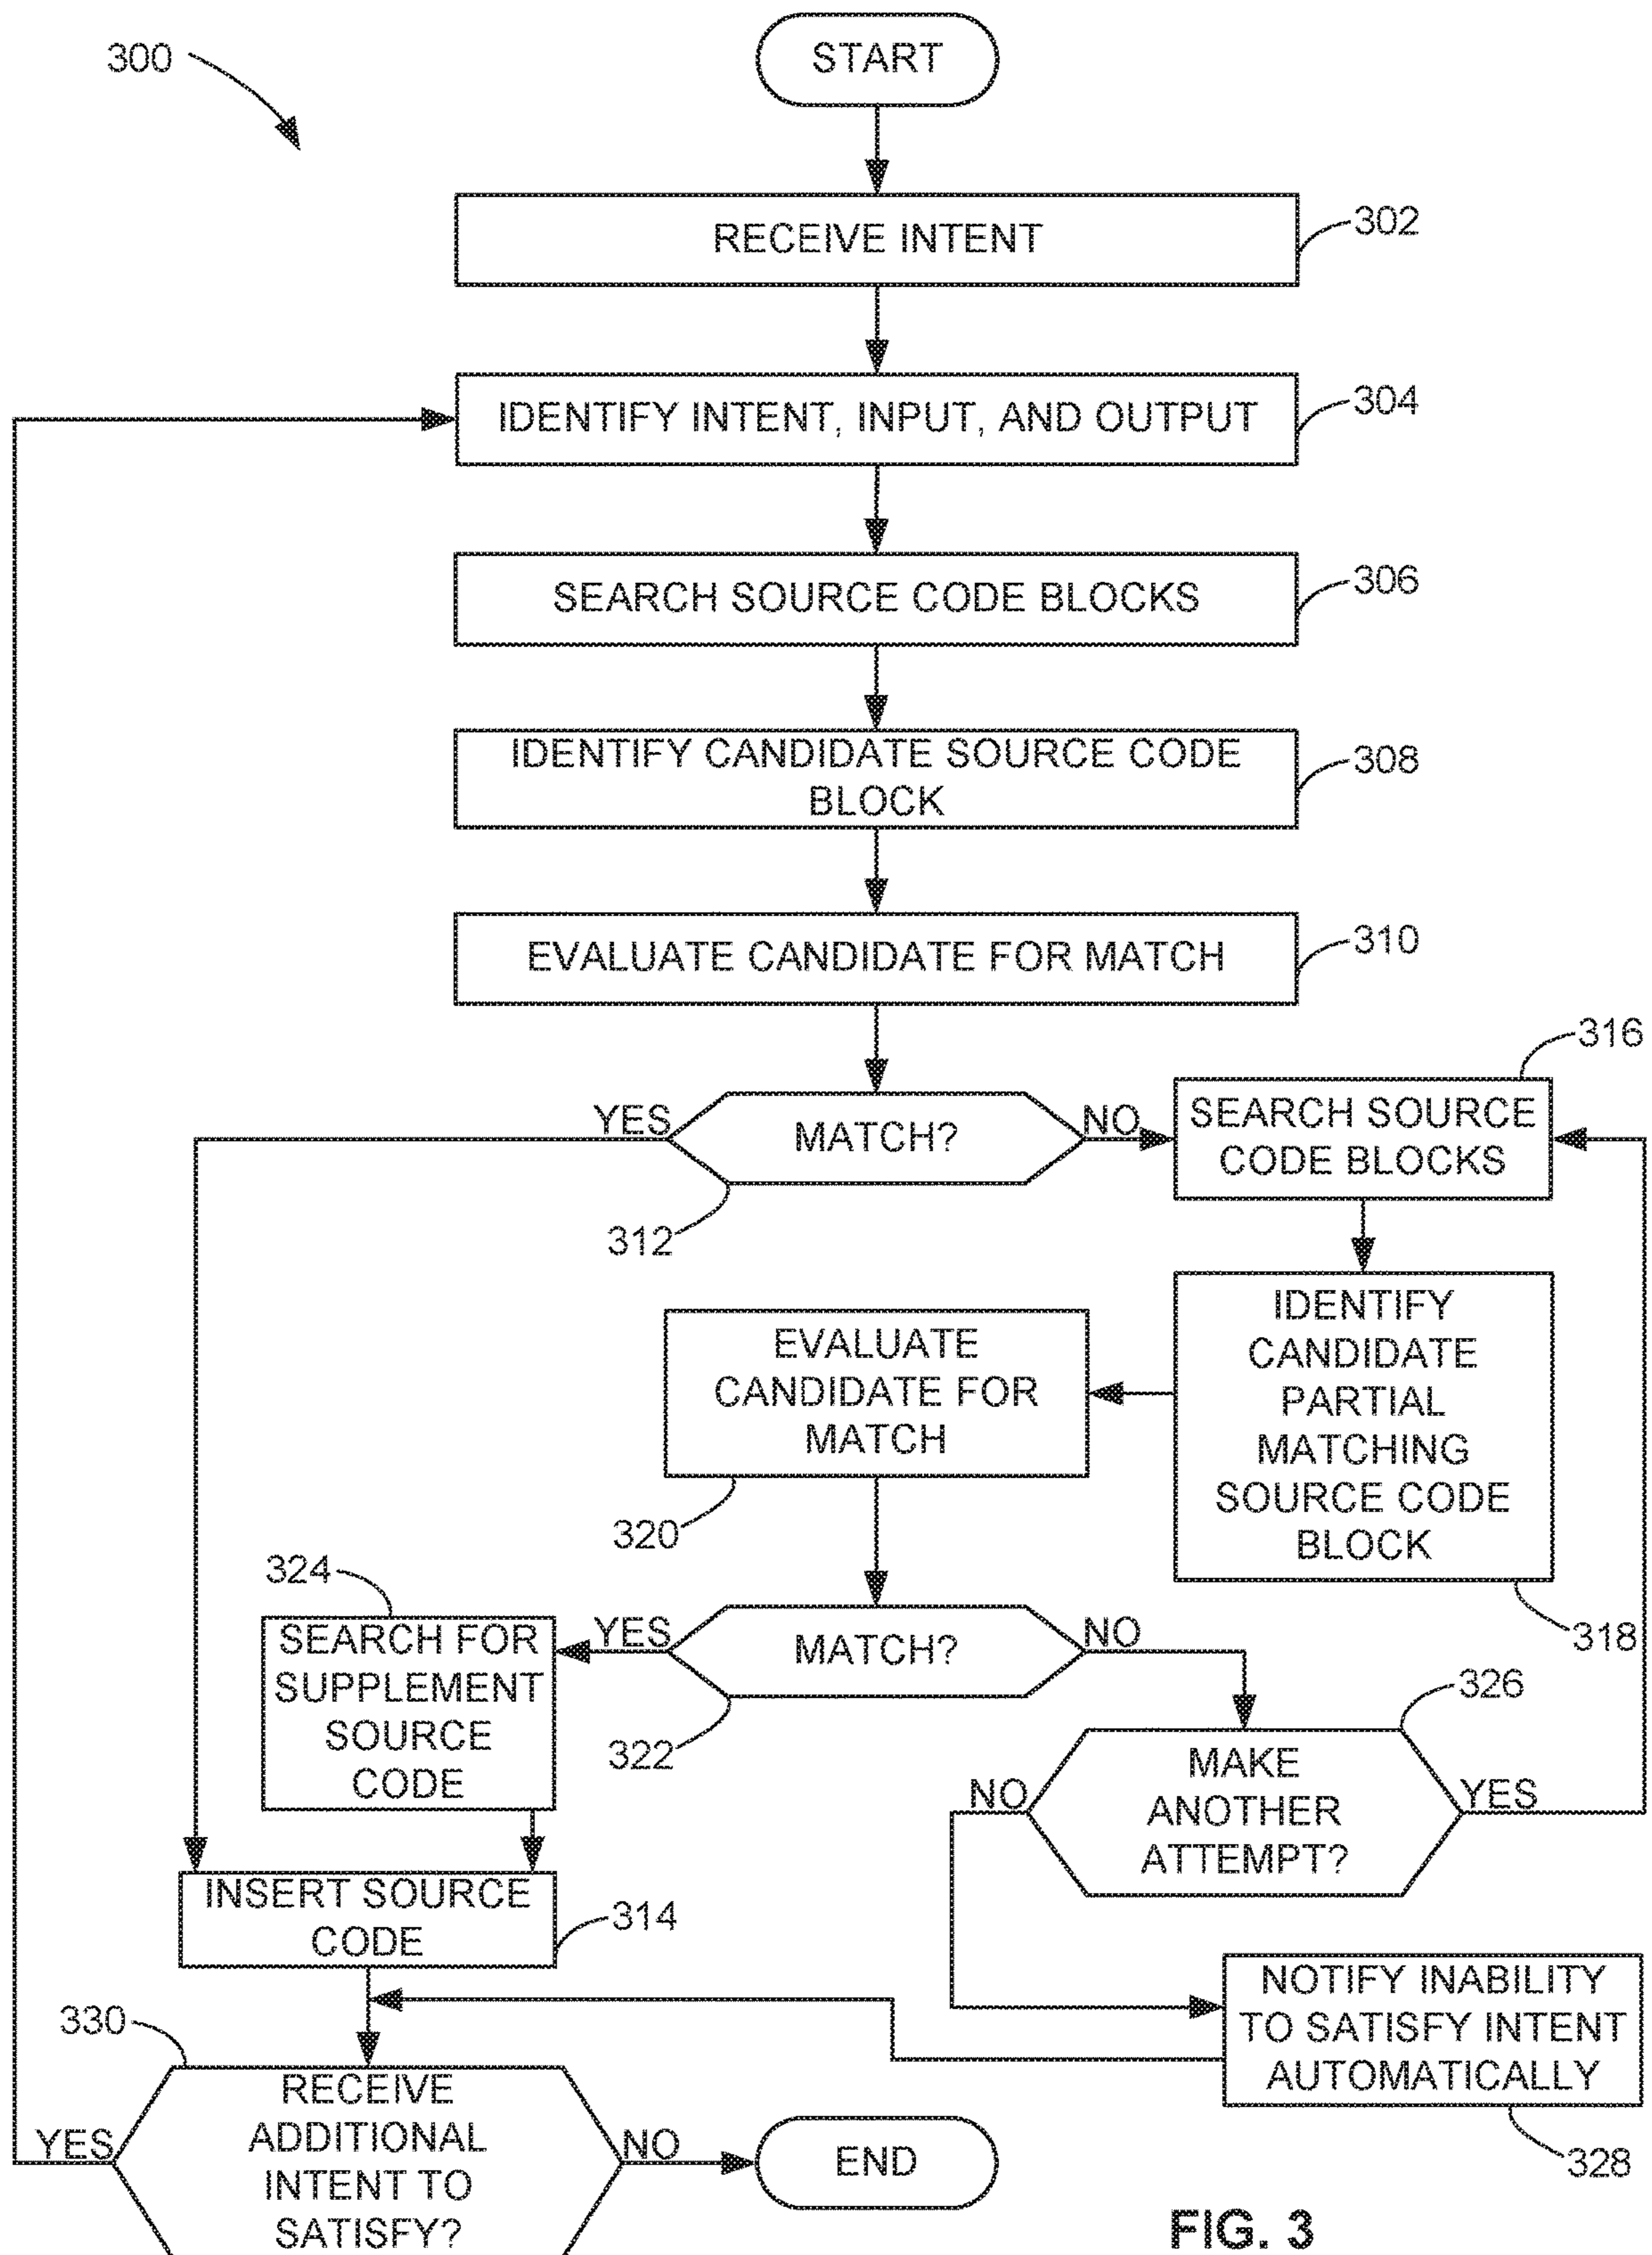 300
START
RECEIVE INTENT
302
IDENTIFY INTENT, INPUT, AND OUTPUT
304
SEARCH SOURCE CODE BLOCKS
306
IDENTIFY CANDIDATE SOURCE CODE
BLOCK
308
EVALUATE CANDIDATE FOR MATCH
310
YES
MATCH?
NO
312
316
SEARCH SOURCE
CODE BLOCKS
IDENTIFY
CANDIDATE
PARTIAL
MATCHING
SOURCE CODE
BLOCK
318
EVALUATE
CANDIDATE FOR
MATCH
320
YES
MATCH?
NO
322
324
SEARCH FOR
SUPPLEMENT
SOURCE
CODE
326
NO
MAKE
ANOTHER
ATTEMPT?
YES
INSERT SOURCE
CODE
314
NOTIFY INABILITY
TO SATISFY INTENT
AUTOMATICALLY
328
330
YES
RECEIVE
ADDITIONAL
INTENT TO
SATISFY?
NO
END
FIG. 3